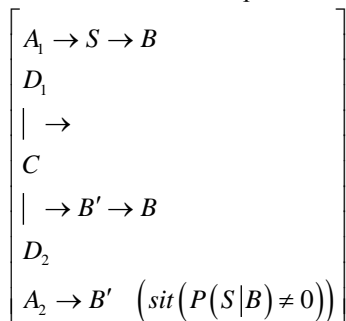 A₁ → S → B
D₁
| →
C
| → B′ → B
D₂
A₂ → B′ (sit(P(S|B) ≠ 0))